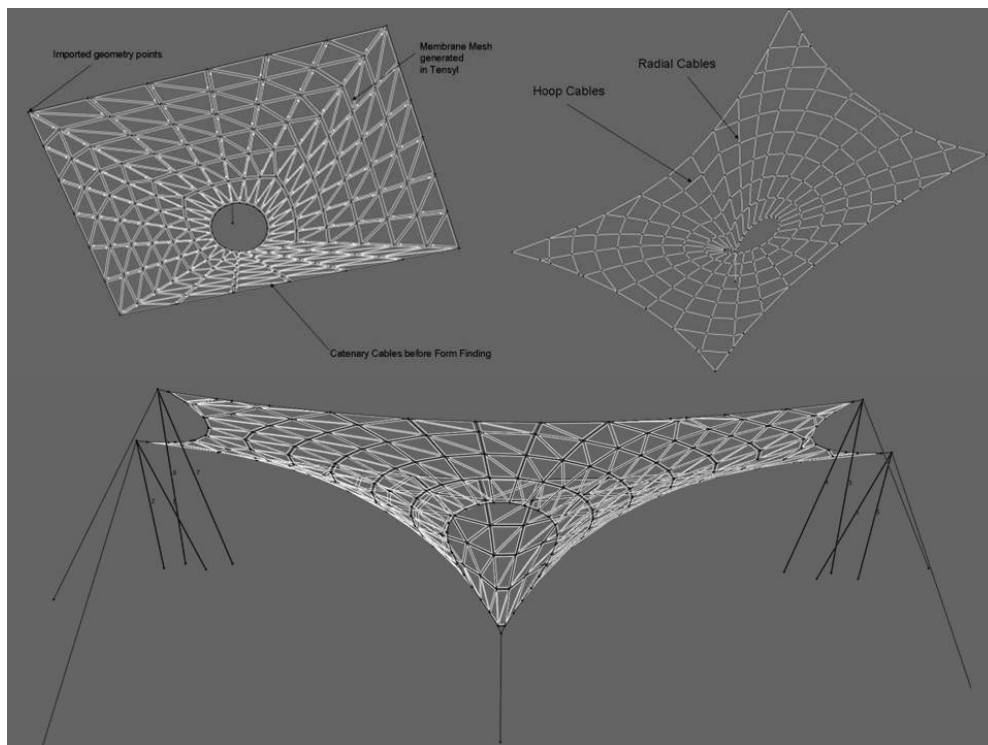 Imported geometry points
Membrane Mesh
generated
in Tensyl
Radial Cables
Hoop Cables
Catenary Cables before Form Finding